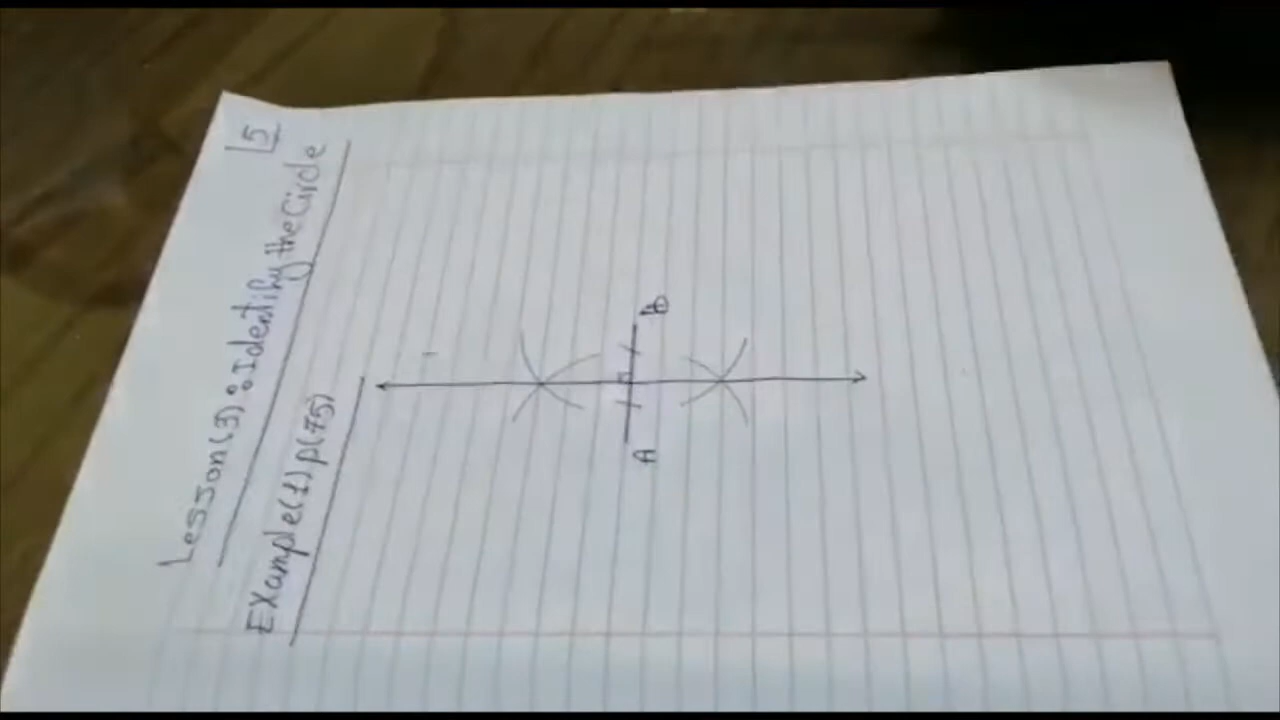 5
Lesson(3): Identify the Circle
Example(1) p(75)
A B